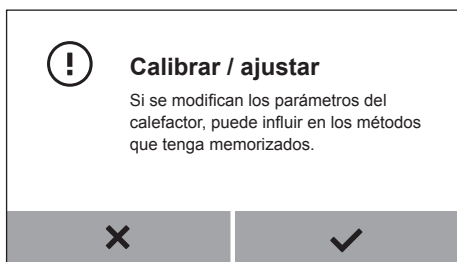 Calibrar / ajustar
Si se modifican los parámetros del
calefactor, puede influir en los métodos
que tenga memorizados.